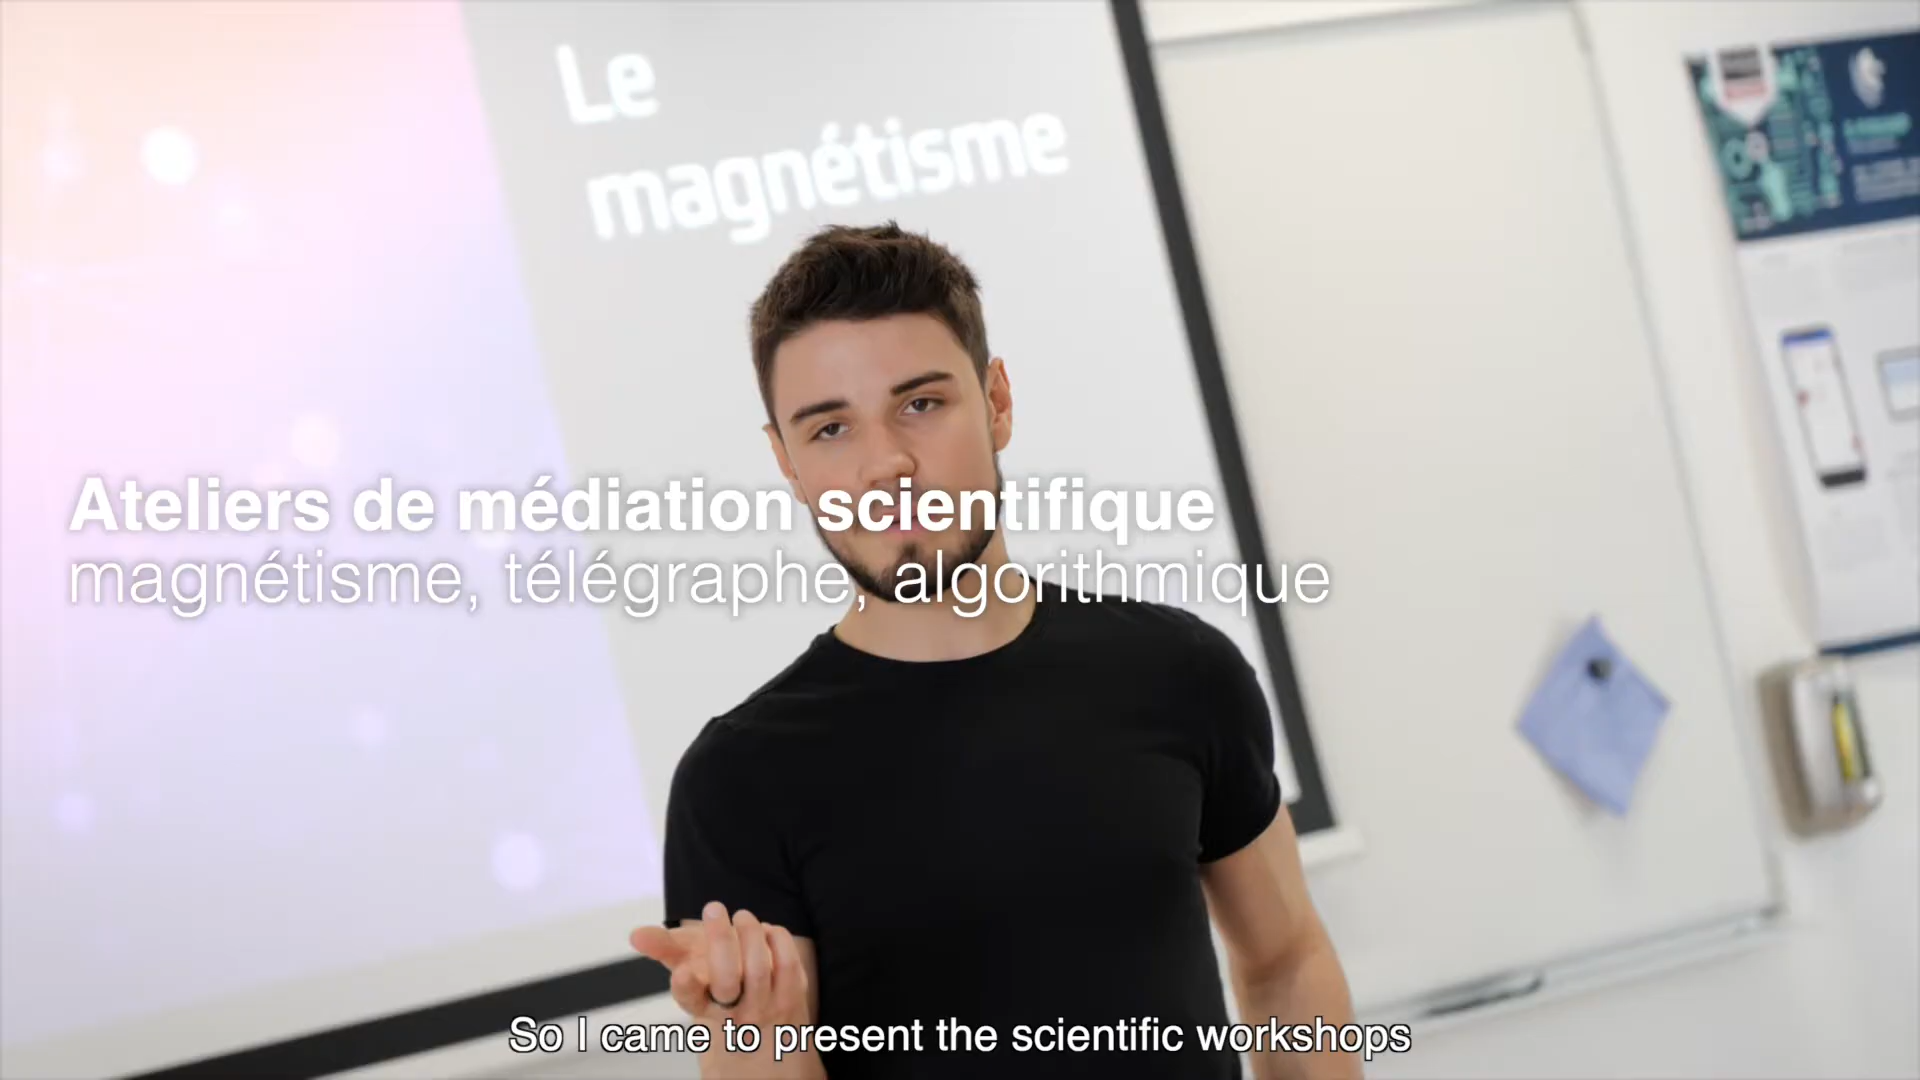 Le
magnétisme
Ateliers de médiation scientifique
magnétisme, télégraphe, algorithmique
So I came to present the scientific workshops